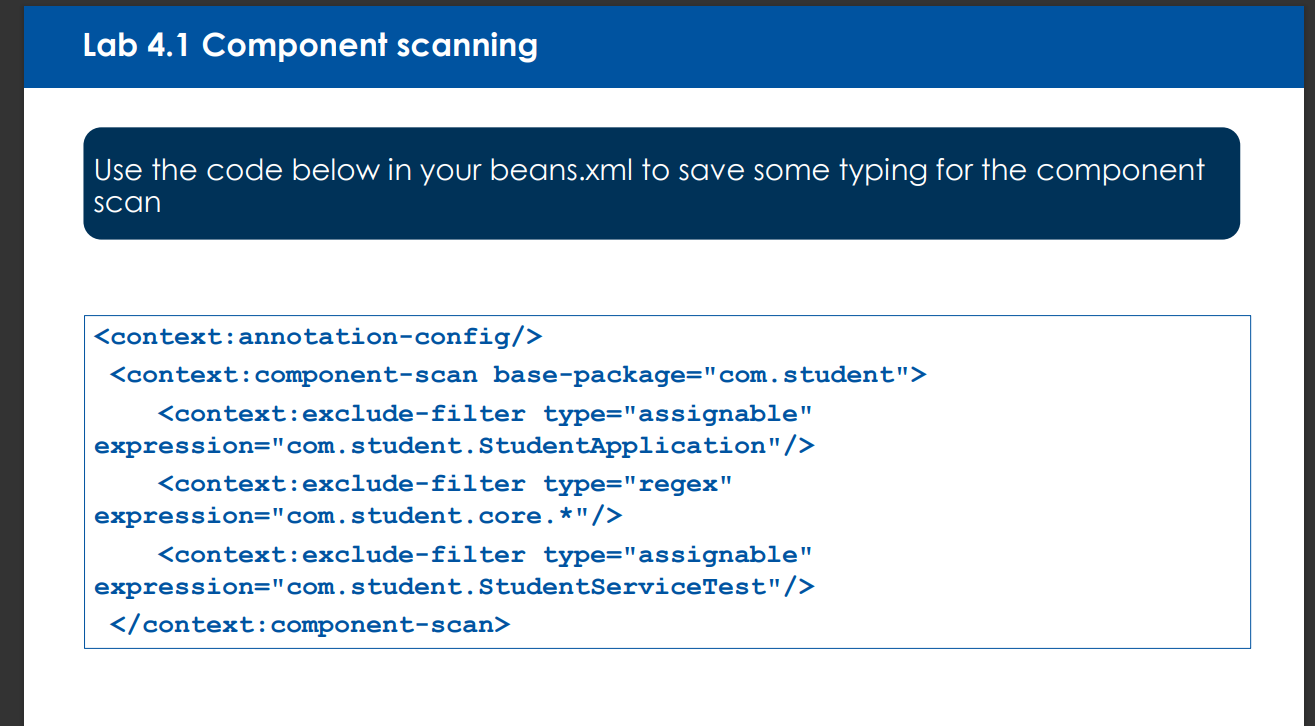 Lab 4.1 Component scanning
Use the code below in your beans.xml to save some typing for the component
scan
<context:annotation-config/>
<context:component-scan base-package="com.student">
<context:exclude-filter type="assignable"
expression="com.student.StudentApplication"/>
<context:exclude-filter type="regex"
expression="com.student.core.*"/>
<context:exclude-filter type="assignable"
expression="com.student.StudentServiceTest"/>
</context:component-scan>